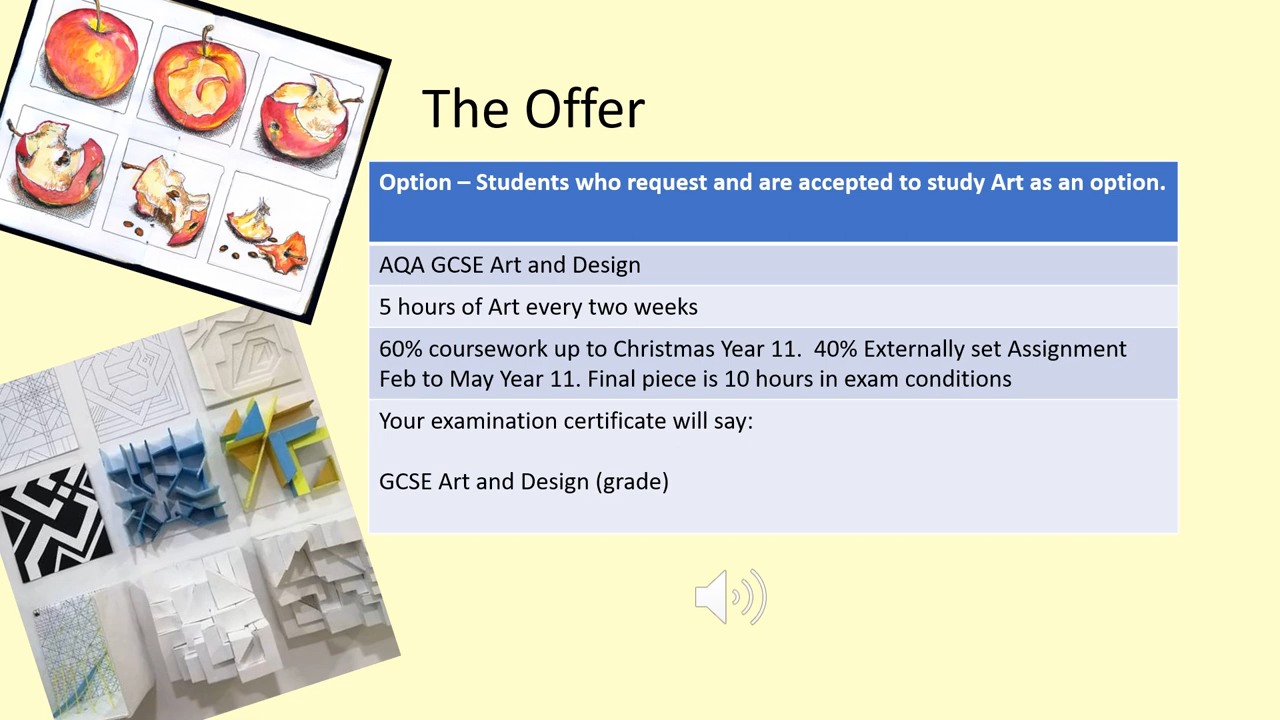 The Offer
Option – Students who request and are accepted to study Art as an option.
AQA GCSE Art and Design
5 hours of Art every two weeks
60% coursework up to Christmas Year 11.  40% Externally set Assignment
Feb to May Year 11. Final piece is 10 hours in exam conditions
Your examination certificate will say:
GCSE Art and Design (grade)